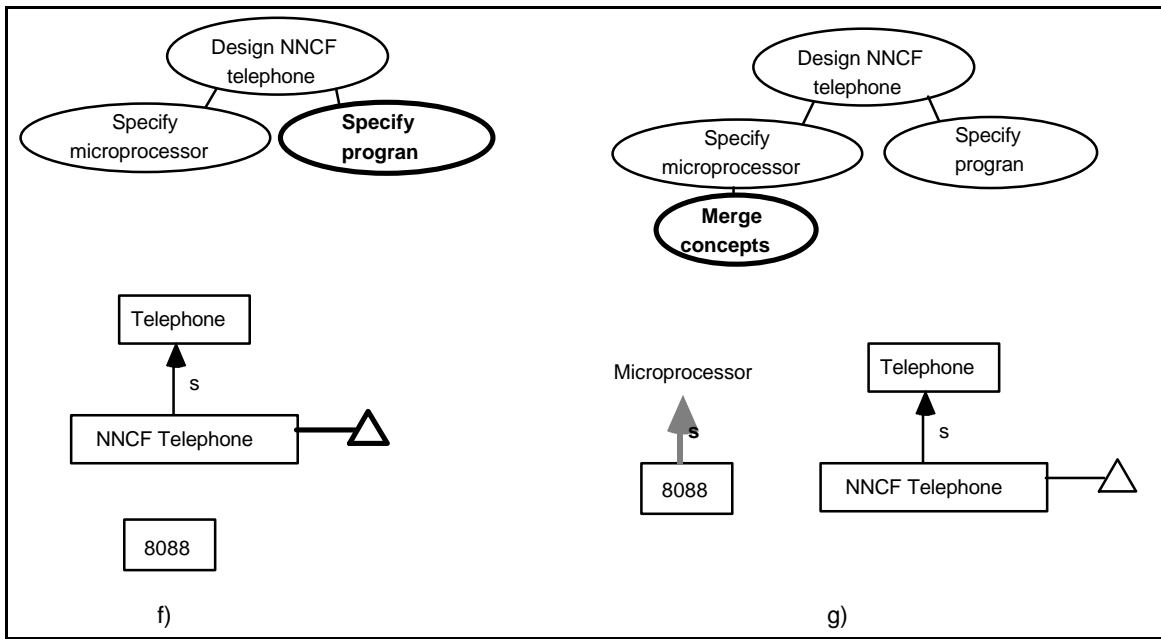 Design NNCF
telephone
Specify
microprocessor
Specify
progran
Telephone
s
NNCF Telephone
8088
f)
Design NNCF
telephone
Specify
microprocessor
Specify
progran
Merge
concepts
Microprocessor
s
8088
Telephone
s
NNCF Telephone
g)